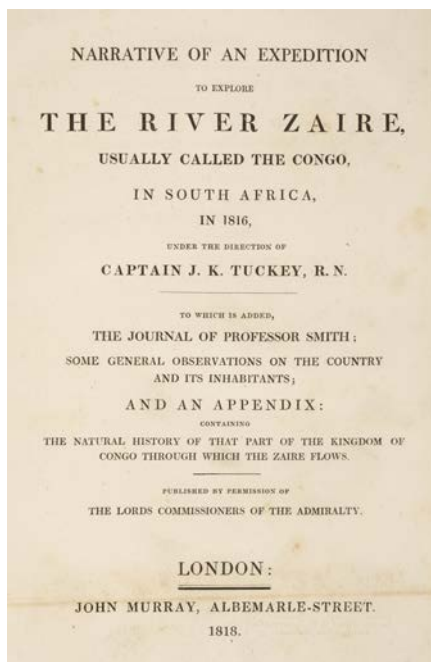 NARRATIVE OF AN EXPEDITION
TO EXPLORE
THE RIVER ZAIRE,
USUALLY CALLED THE CONGO,
IN SOUTH AFRICA,
IN 1816,
UNDER THE DIRECTION OF
CAPTAIN J. K. TUCKEY, R. N.
TO WHICH IS ADDED,
THE JOURNAL OF PROFESSOR SMITH;
SOME GENERAL OBSERVATIONS ON THE COUNTRY
AND ITS INHABITANTS;
AND AN APPENDIX:
CONTAINING
THE NATURAL HISTORY OF THAT PART OF THE KINGDOM OF
CONGO THROUGH WHICH THE ZAIRE FLOWS.
PUBLISHED BY PERMISSION OF
THE LORDS COMMISSIONERS OF THE ADMIRALTY.
LONDON:
JOHN MURRAY, ALBEMARLE-STREET.
1818.